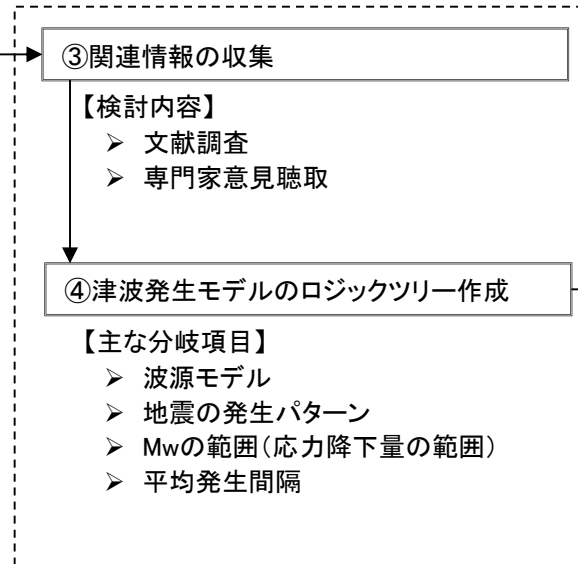 ③関連情報の収集
【検討内容】
➢ 文献調査
➢ 専門家意見聴取
④津波発生モデルのロジックツリー作成
【主な分岐項目】
➢ 波源モデル
➢ 地震の発生パターン
➢ Mwの範囲(応力降下量の範囲)
➢ 平均発生間隔